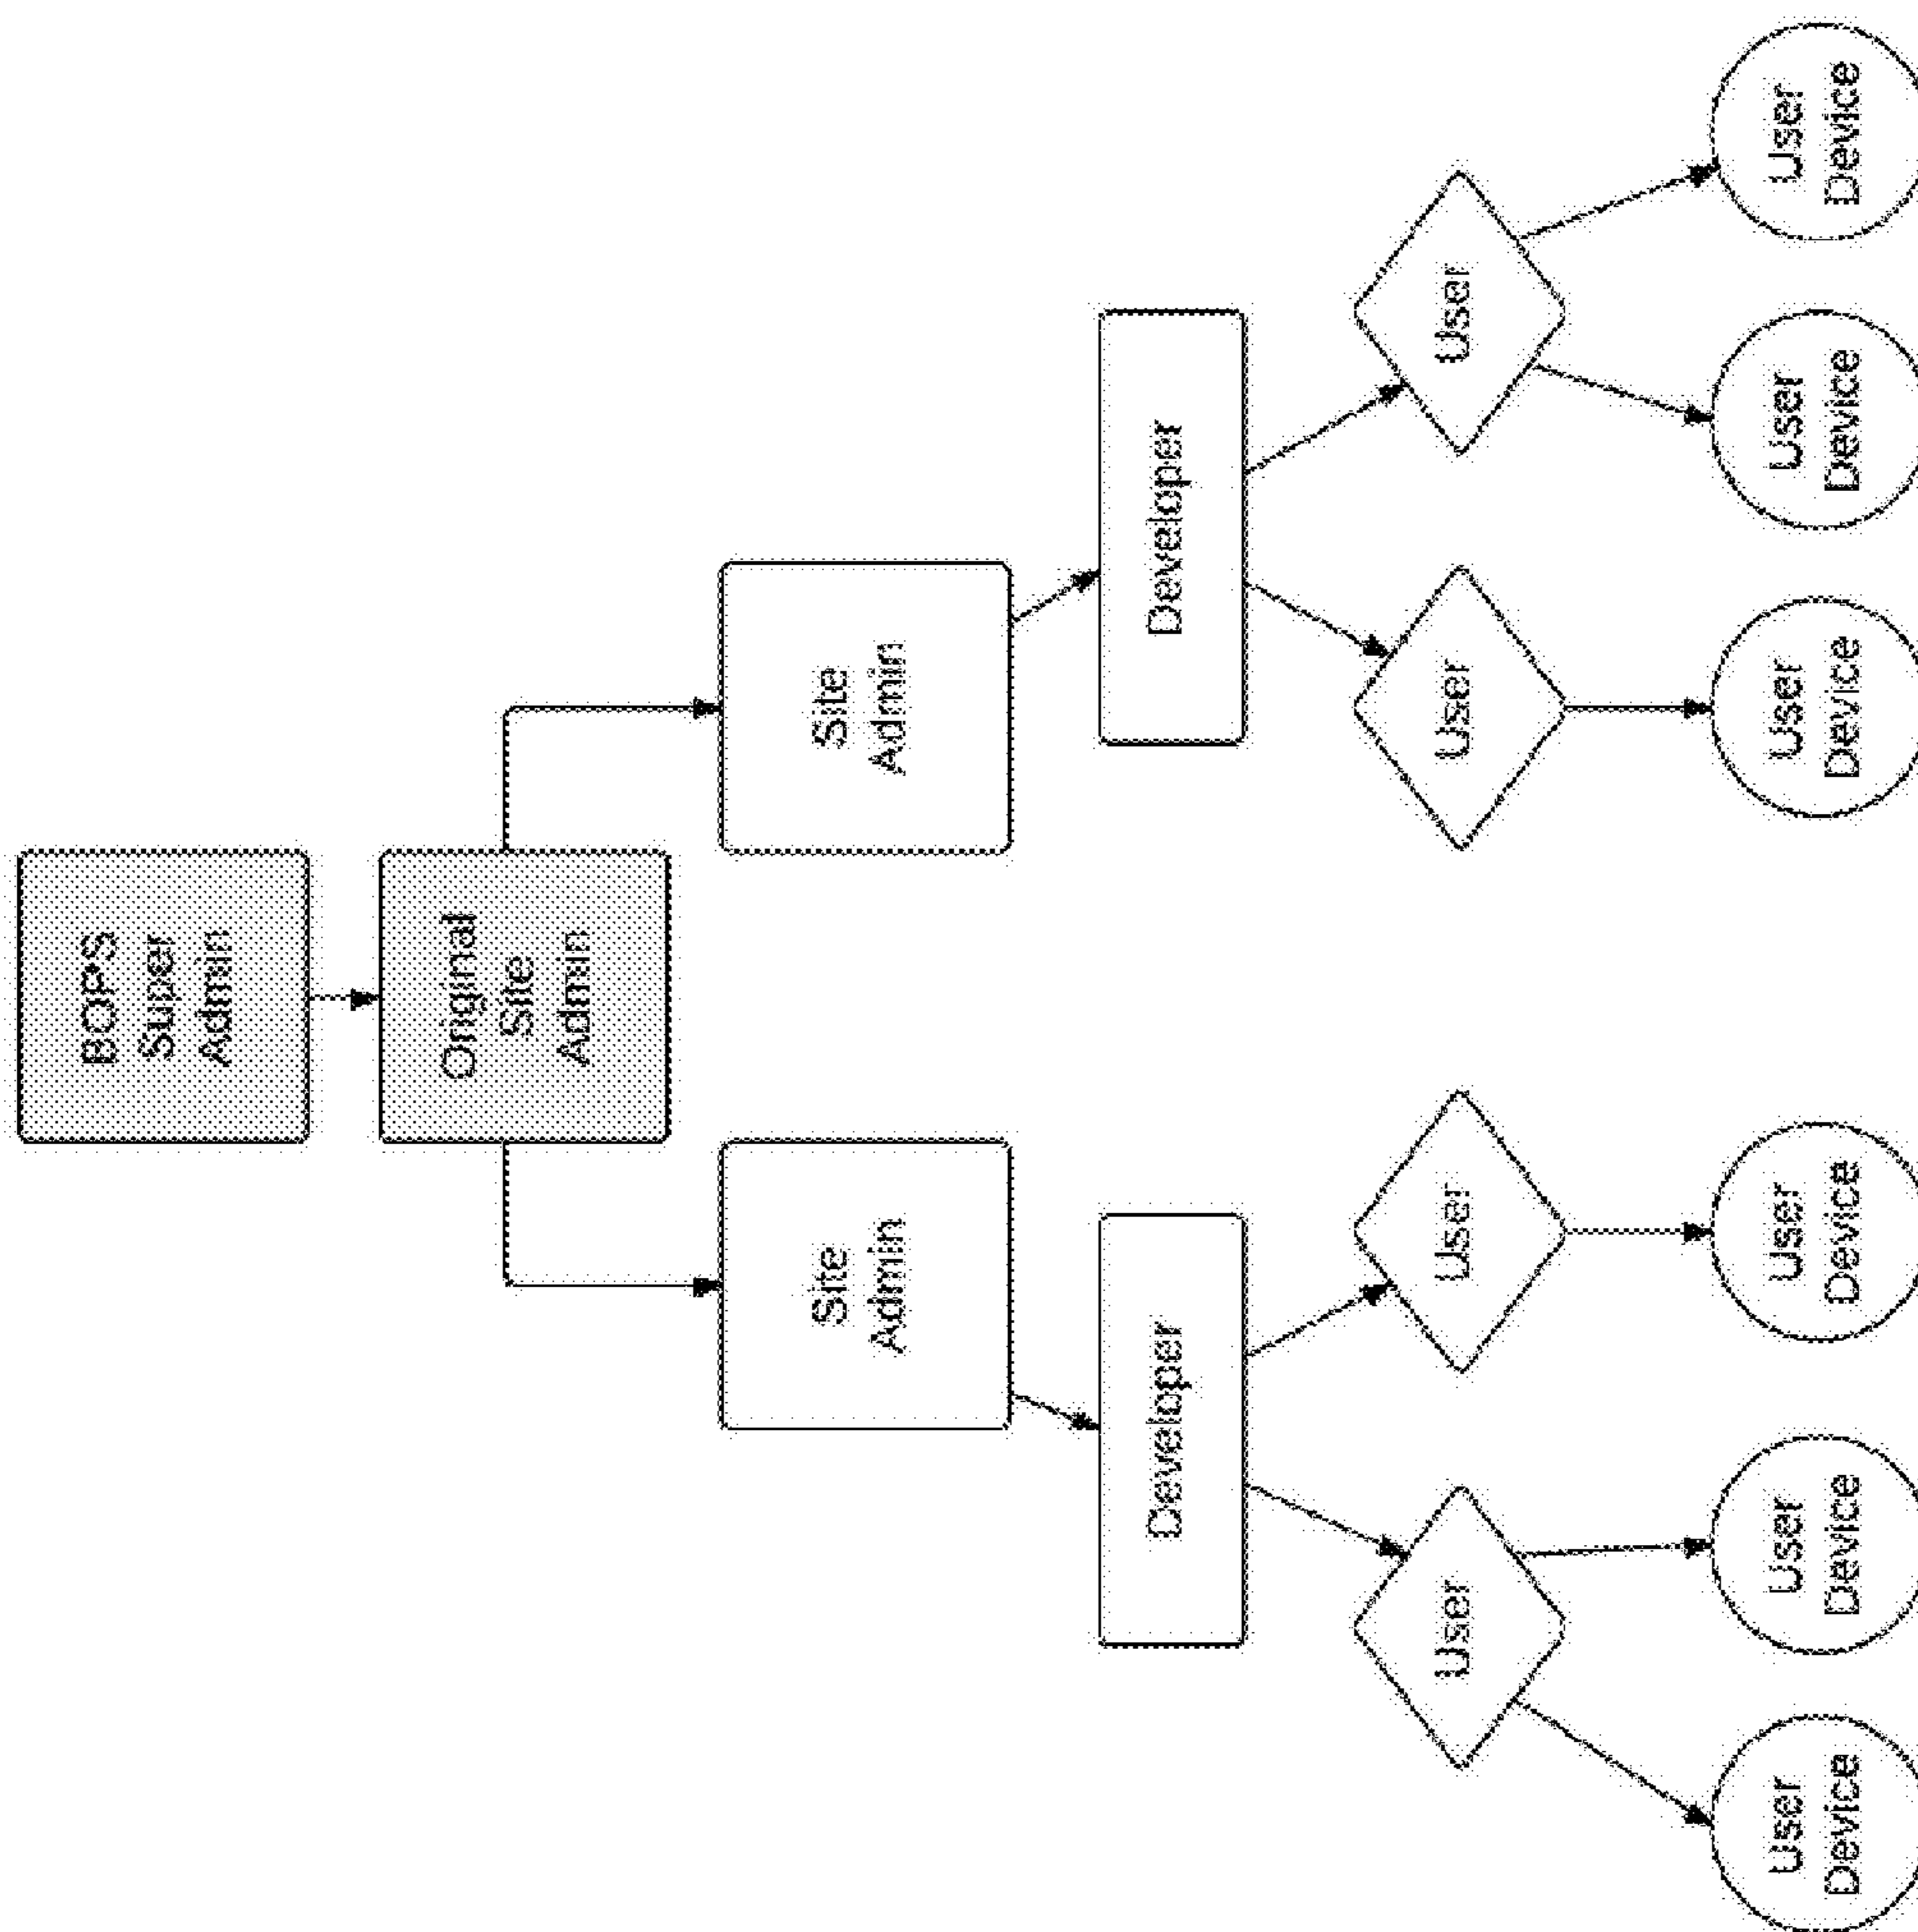 BOPS
Super
Admin
Original
Site
Admin
Site
Admin
Site
Admin
Developer
Developer
User
User
User
User
User
Device
User
Device
User
Device
User
Device
User
Device
User
Device